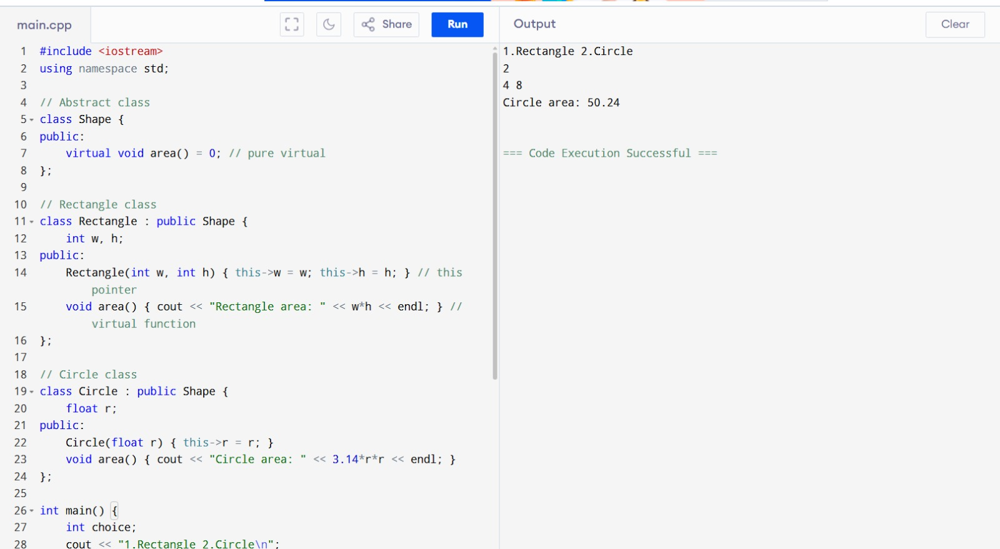 main.cpp
Share
Run
Output
Clear
1 #include <iostream>
2 using namespace std;
3
4 // Abstract class
5 class Shape {
6 public:
7     virtual void area() = 0; // pure virtual
8 };
9
10 // Rectangle class
11 class Rectangle : public Shape {
12     int w, h;
13 public:
14     Rectangle(int w, int h) { this->w = w; this->h = h; } // this
        pointer
15     void area() { cout << "Rectangle area: " << w*h << endl; } //
        virtual function
16 };
17
18 // Circle class
19 class Circle : public Shape {
20     float r;
21 public:
22     Circle(float r) { this->r = r; }
23     void area() { cout << "Circle area: " << 3.14*r*r << endl; }
24 };
25
26 int main() {
27     int choice;
28     cout << "1.Rectangle 2.Circle\n";
1.Rectangle 2.Circle
2
4 8
Circle area: 50.24
=== Code Execution Successful ===